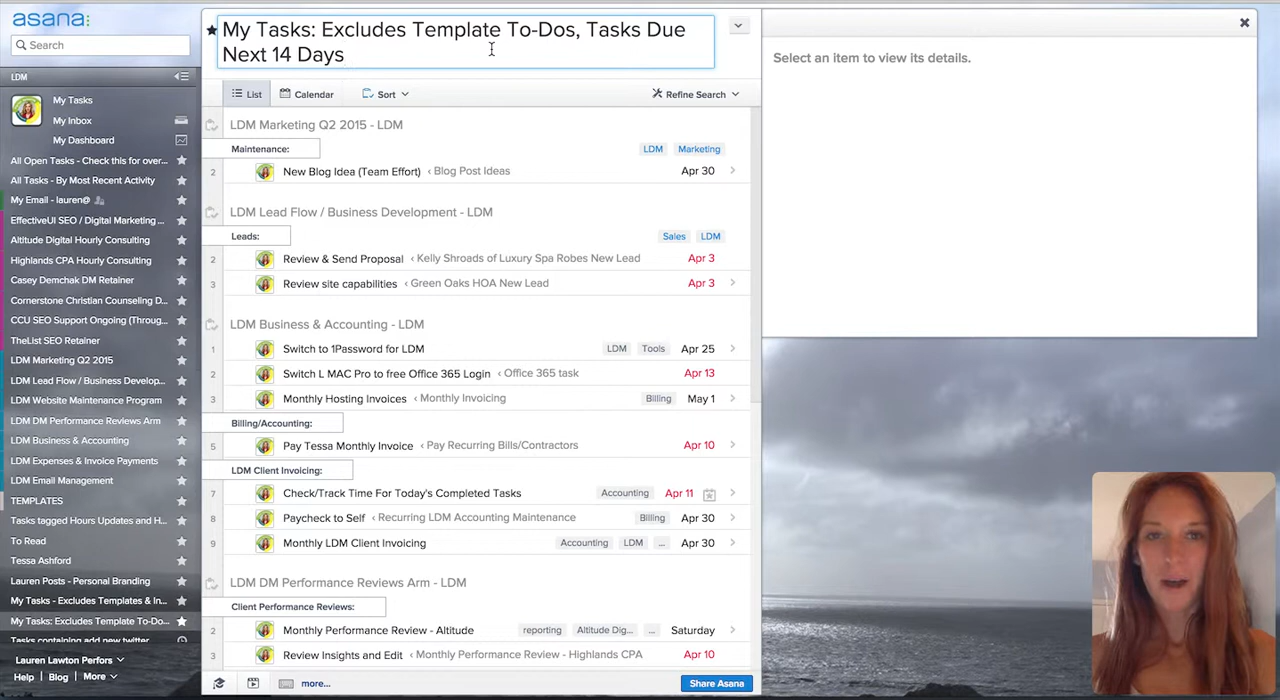 asana:
Search
LDM
My Tasks
My Inbox
My Dashboard
All Open Tasks - Check this for over...
All Tasks - By Most Recent Activity
My Email - lauren@
EffectiveUI SEO / Digital Marketing ...
Altitude Digital Hourly Consulting
Highlands CPA Hourly Consulting
Casey Demchak DM Retainer
Cornerstone Christian Counseling D...
CCU SEO Support Ongoing (Throug...
TheList SEO Retainer
LDM Marketing Q2 2015
LDM Lead Flow / Business Develop...
LDM Website Maintenance Program
LDM DM Performance Reviews Arm
LDM Business & Accounting
LDM Expenses & Invoice Payments
LDM Email Management
TEMPLATES
Tasks tagged Hours Updates and H...
To Read
Tessa Ashford
Lauren Posts - Personal Branding
My Tasks - Excludes Templates & In...
My Tasks: Excludes Template To-Do...
Tasks containing add new twitter
Lauren Lawton Perfors
Help | Blog | More
My Tasks: Excludes Template To-Dos, Tasks Due
Next 14 Days
List Calendar Sort Refine Search
LDM Marketing Q2 2015 - LDM
Maintenance: LDM Marketing
2 New Blog Idea (Team Effort) ‹ Blog Post Ideas Apr 30
LDM Lead Flow / Business Development - LDM
Leads: Sales LDM
2 Review & Send Proposal ‹ Kelly Shroads of Luxury Spa Robes New Lead Apr 3
3 Review site capabilities ‹ Green Oaks HOA New Lead Apr 3
LDM Business & Accounting - LDM
1 Switch to 1Password for LDM LDM Tools Apr 25
2 Switch L MAC Pro to free Office 365 Login ‹ Office 365 task Apr 13
3 Monthly Hosting Invoices ‹ Monthly Invoicing Billing May 1
Billing/Accounting:
5 Pay Tessa Monthly Invoice ‹ Pay Recurring Bills/Contractors Apr 10
LDM Client Invoicing:
7 Check/Track Time For Today's Completed Tasks Accounting Apr 11
8 Paycheck to Self ‹ Recurring LDM Accounting Maintenance Billing Apr 30
9 Monthly LDM Client Invoicing Accounting LDM ... Apr 30
LDM DM Performance Reviews Arm - LDM
Client Performance Reviews:
2 Monthly Performance Review - Altitude reporting Altitude Dig... ... Saturday
3 Review Insights and Edit ‹ Monthly Performance Review - Highlands CPA Apr 10
more... Share Asana
Select an item to view its details.